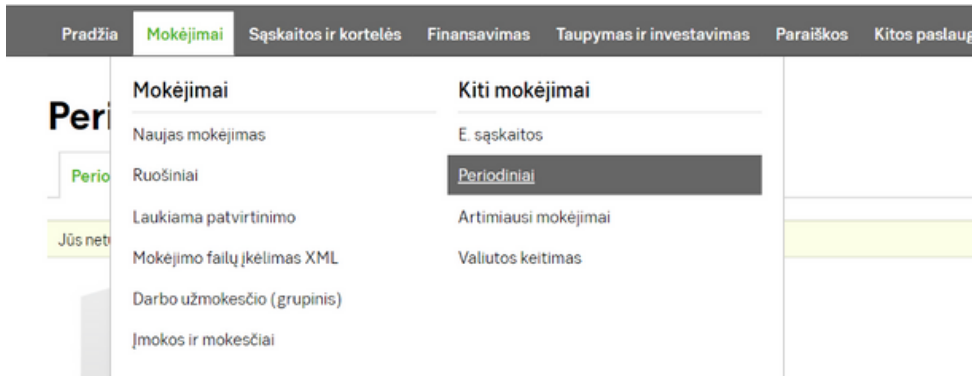 Pradžia Mokėjimai Sąskaitos ir kortelės Finansavimas Taupymas ir investavimas Paraiškos Kitos paslaug
Peri
Perio
Jūs net
Mokėjimai
Naujas mokėjimas
Ruošiniai
Laukiama patvirtinimo
Mokėjimo failų įkėlimas XML
Darbo užmokesčio (grupinis)
Įmokos ir mokesčiai
Kiti mokėjimai
E. sąskaitos
Periodiniai
Artimiausi mokėjimai
Valiutos keitimas